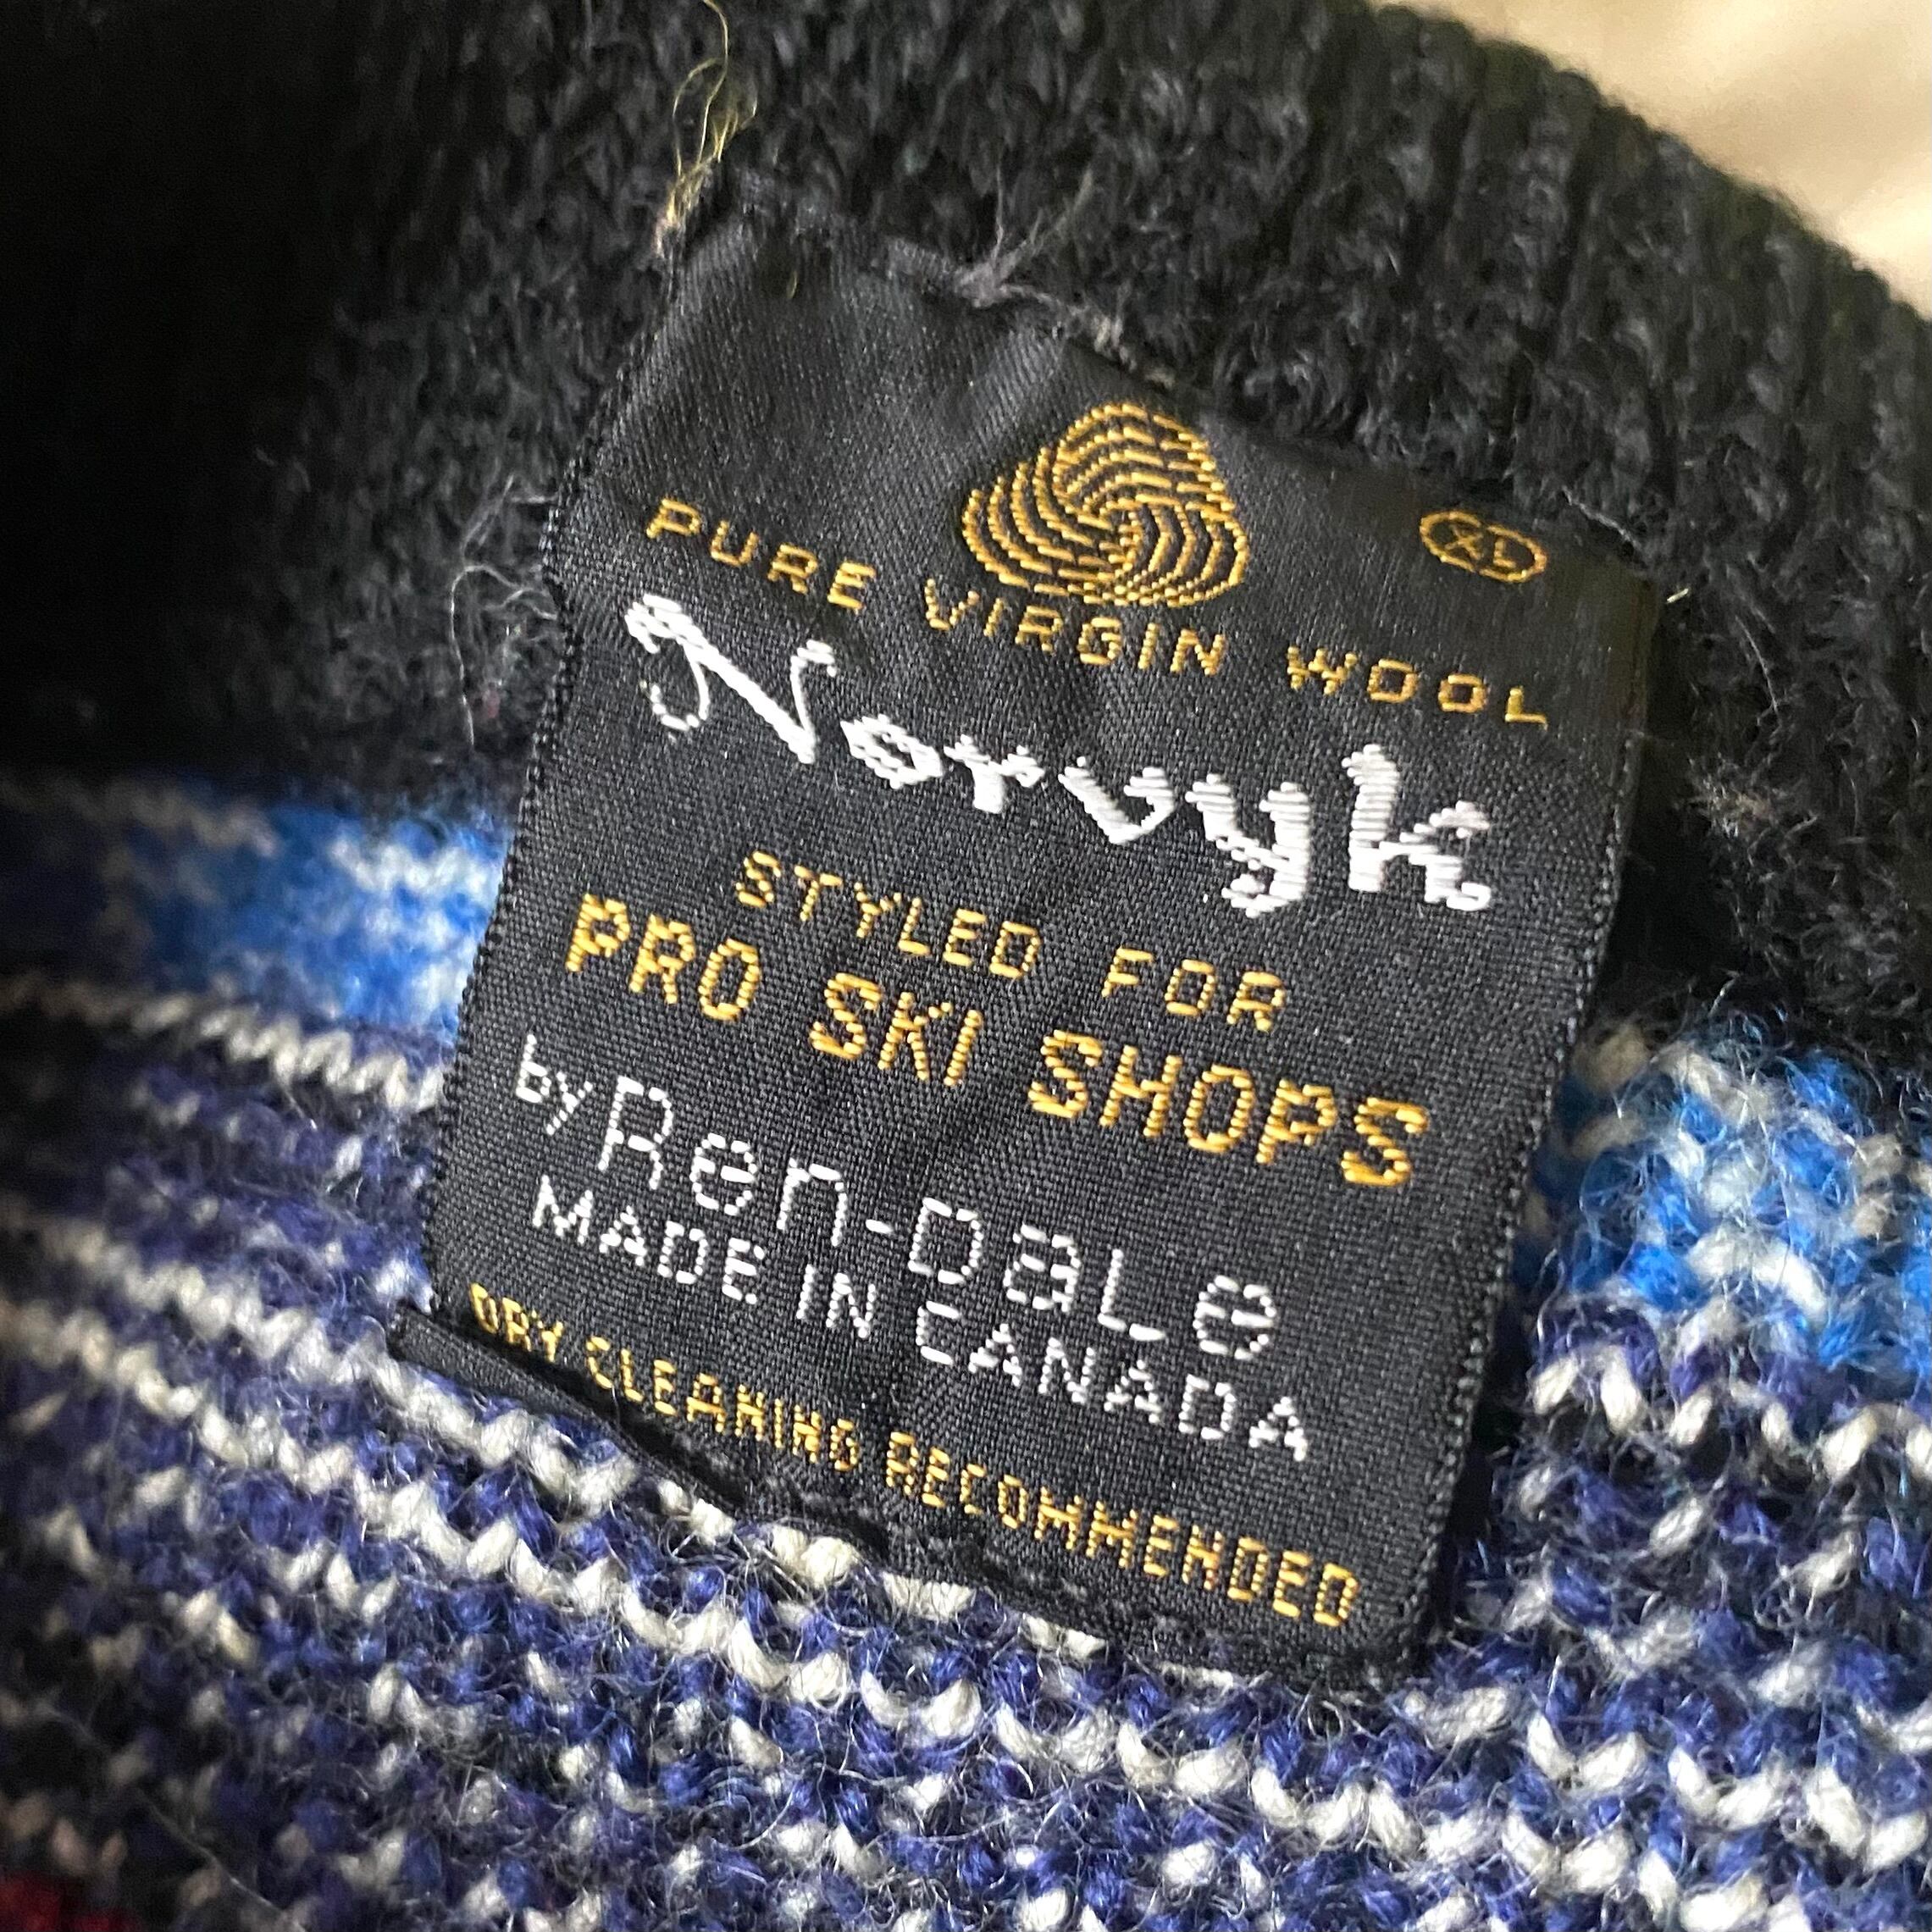 XL
PURE VIRGIN WOOL
Norvyk
STYLED FOR
PRO SKI SHOPS
by Ren-Dale
MADE IN CANADA
DRY CLEANING RECOMMENDED